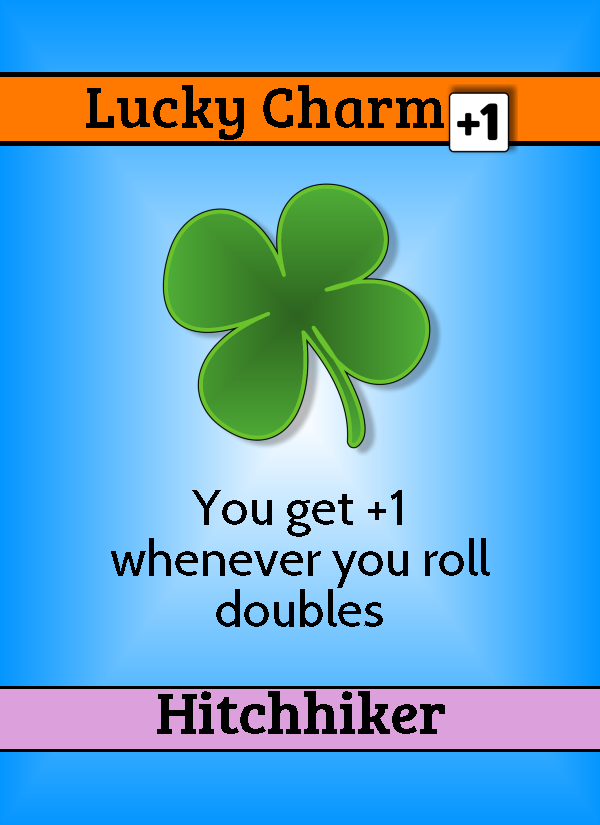 Lucky Charm +1
You get +1
whenever you roll
doubles
Hitchhiker